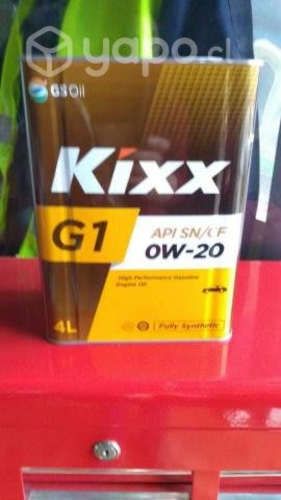 yapo.cl
GS Oil
Kixx
G1
API SN/CF
0W-20
High Performance Gasoline
Engine Oil
4L
Fully Synthetic